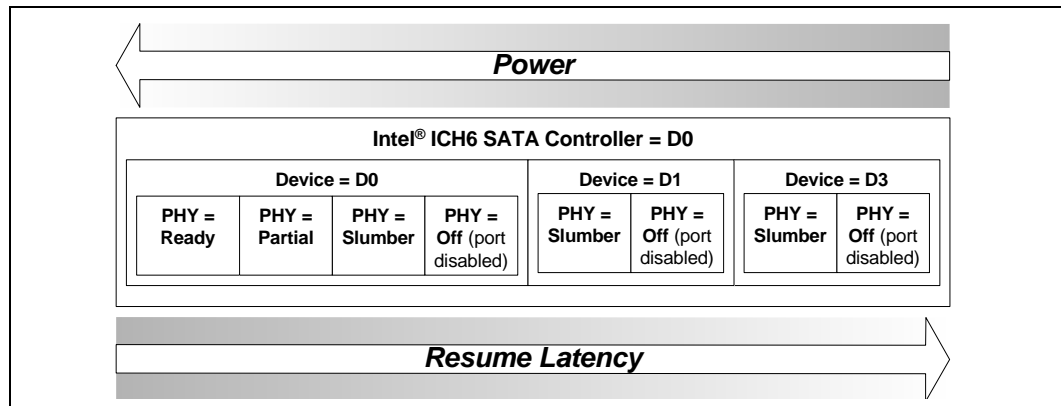 Power
Intel® ICH6 SATA Controller = D0
Device = D0
PHY =
Ready
PHY =
Partial
PHY =
Slumber
PHY =
Off (port
disabled)
Device = D1
PHY =
Slumber
PHY =
Off (port
disabled)
Device = D3
PHY =
Slumber
PHY =
Off (port
disabled)
Resume Latency